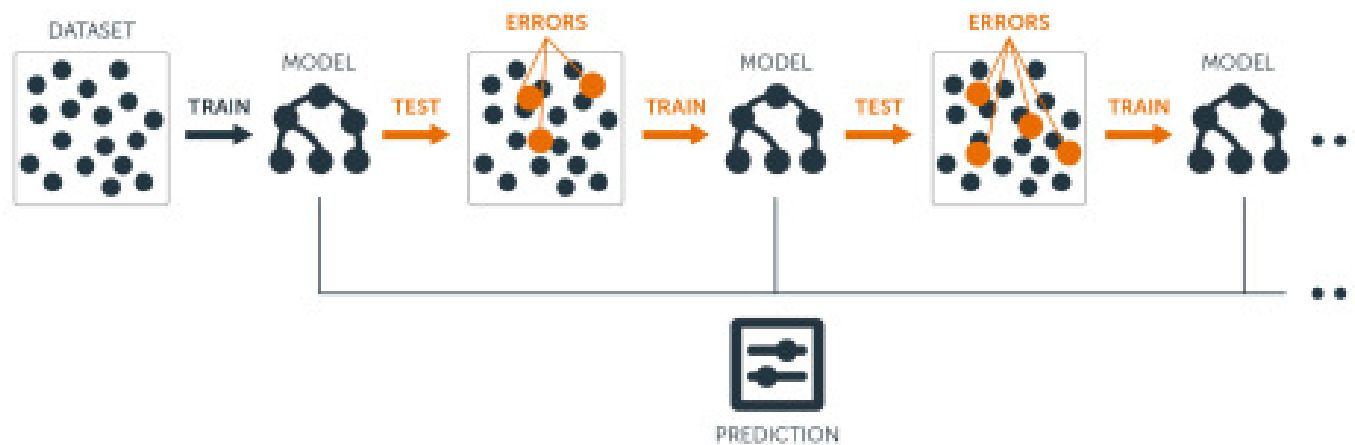 DATASET
TRAIN
MODEL
TEST
ERRORS
TRAIN
MODEL
TEST
ERRORS
TRAIN
MODEL
PREDICTION